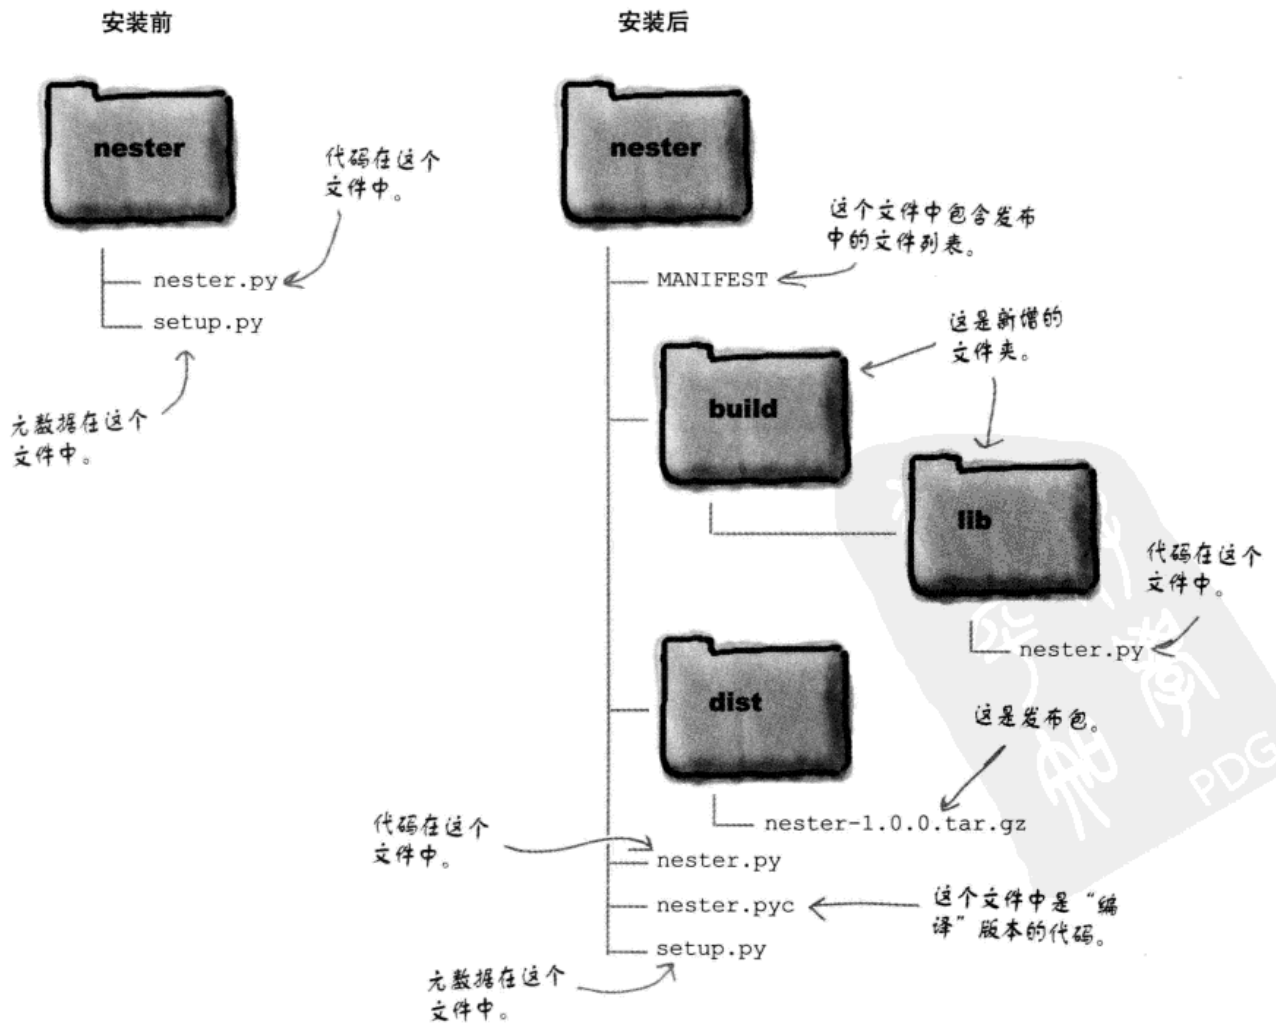 安装前
安装后
nester
代码在这个
文件中。
nester.py
setup.py
元数据在这个
文件中。
nester
这个文件中包含发布
中的文件列表。
MANIFEST
这是新增的
文件夹。
build
lib
代码在这个
文件中。
nester.py
dist
这是发布包。
nester-1.0.0.tar.gz
代码在这个
文件中。
nester.py
nester.pyc
这个文件中是“编
译”版本的代码。
setup.py
元数据在这个
文件中。
PDG